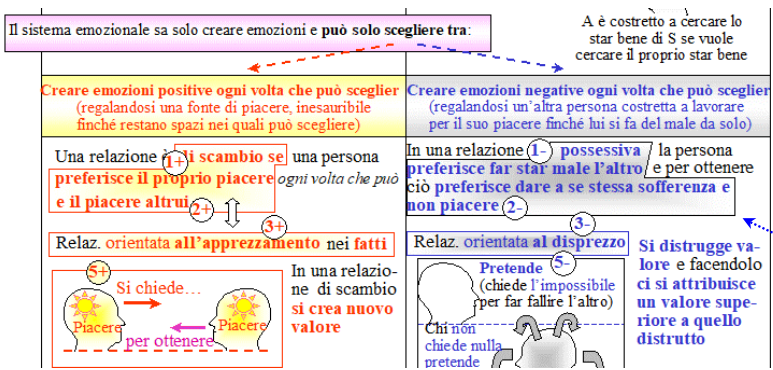 Il sistema emozionale sa solo creare emozioni e può solo scegliere tra:
A è costretto a cercare lo
star bene di S se vuole
cercare il proprio star bene
Creare emozioni positive ogni volta che può sceglier
(regalandosi una fonte di piacere, inesauribile
finché restano spazi nei quali può scegliere)
Una relazione è di scambio se una persona
1+
preferisce il proprio piacere ogni volta che può
e il piacere altrui
2+
3+
Relaz. orientata all'apprezzamento nei fatti
5+
Si chiede…
Piacere
Piacere
per ottenere
In una relazio-
ne di scambio
si crea nuovo
valore
Creare emozioni negative ogni volta che può sceglier
(regalandosi un'altra persona costretta a lavorare
per il suo piacere finché lui si fa del male da solo)
In una relazione 1- possessiva la persona
preferisce far star male l'altro e per ottenere
ciò preferisce dare a se stessa sofferenza e
non piacere 2-
3-
Relaz. orientata al disprezzo
Pretende 5-
(chiede l'impossibile
per far fallire l'altro)
Chi non
chiede nulla
pretende
Si distrugge va-
lore e facendolo
ci si attribuisce
un valore supe-
riore a quello
distrutto